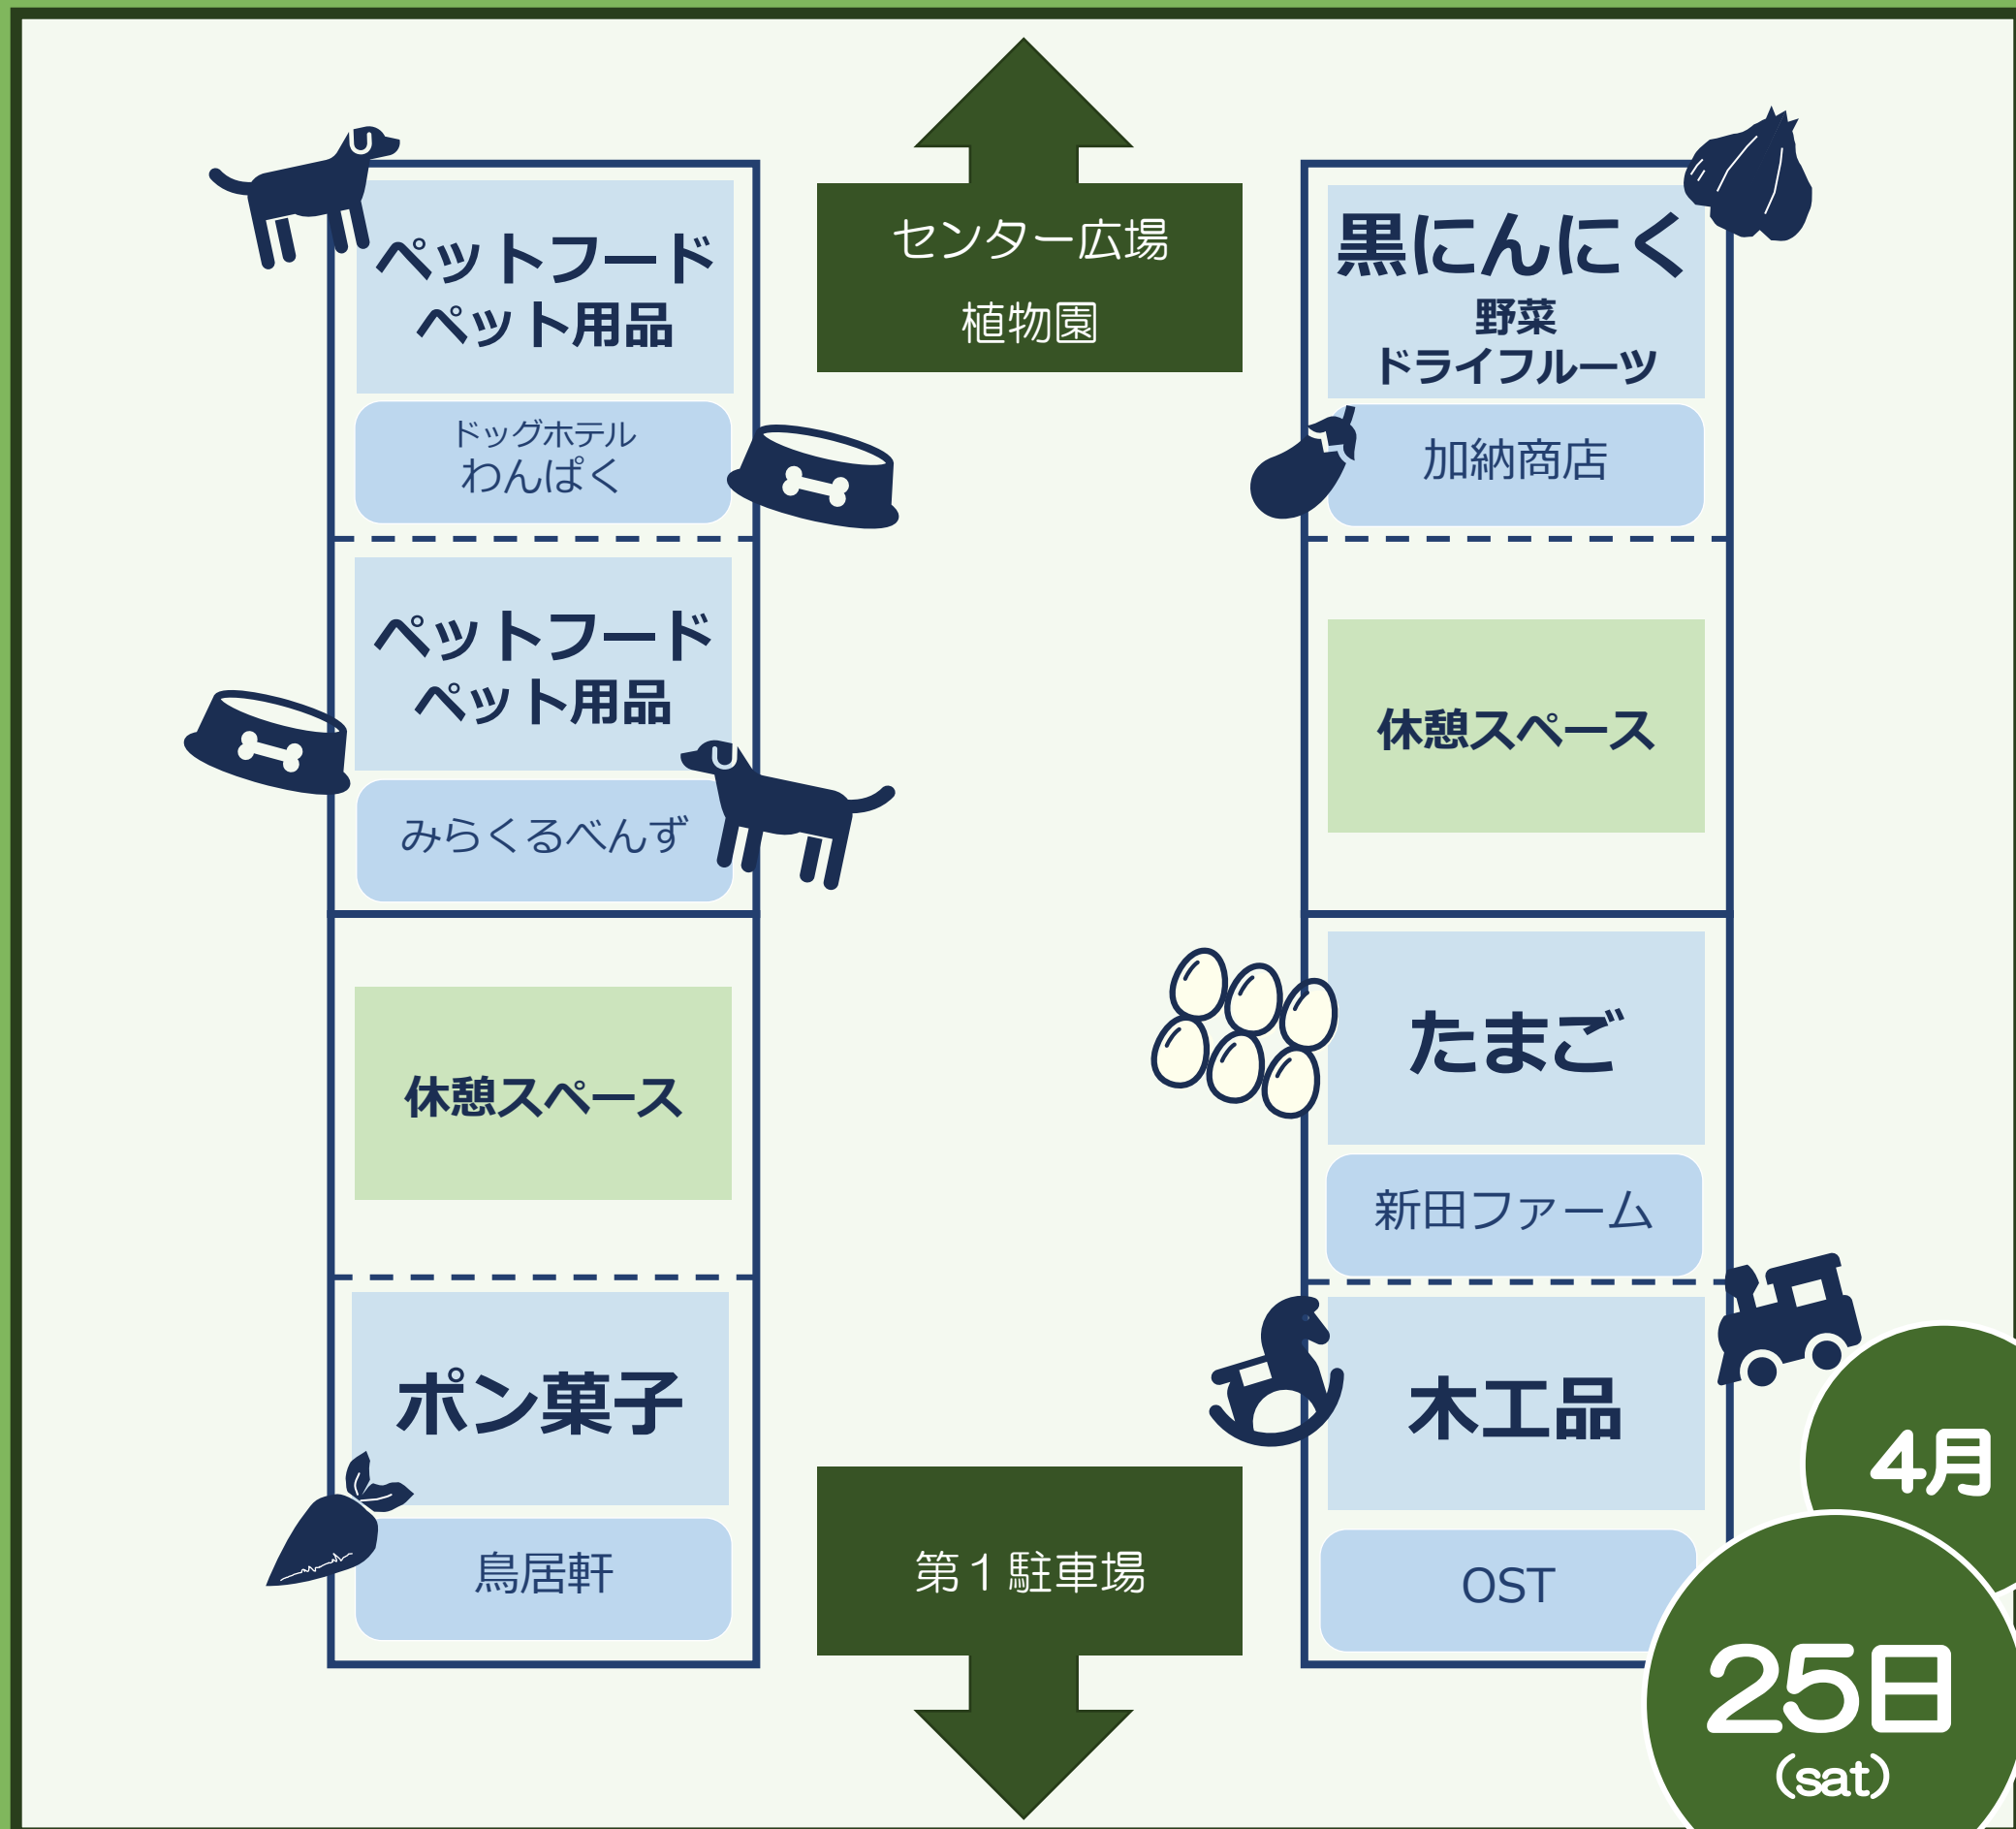 センター広場
植物園
ペットフード
ペット用品
ドッグホテル
わんぱく
ペットフード
ペット用品
みらくるべんず
休憩スペース
ポン菓子
鳥居軒
黒にんにく
野菜
ドライフルーツ
加納商店
休憩スペース
たまご
新田ファーム
木工品
OST
第１駐車場
4月
25日
(sat)